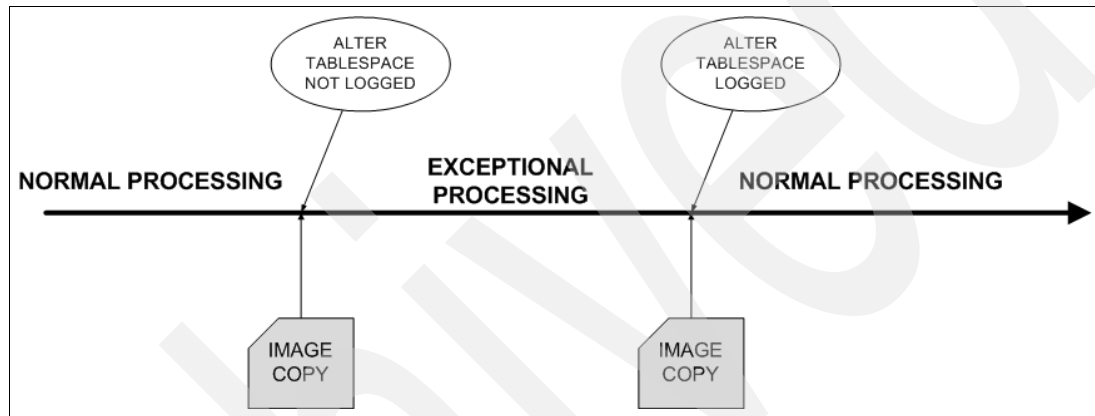 ALTER
TABLESPACE
NOT LOGGED
ALTER
TABLESPACE
LOGGED
NORMAL PROCESSING
EXCEPTIONAL
PROCESSING
NORMAL PROCESSING
IMAGE
COPY
IMAGE
COPY